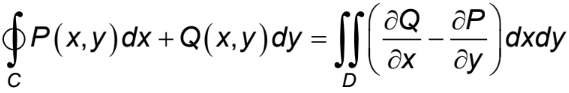 ∮_C P(x,y)dx + Q(x,y)dy = ∬_D (∂Q/∂x − ∂P/∂y) dxdy